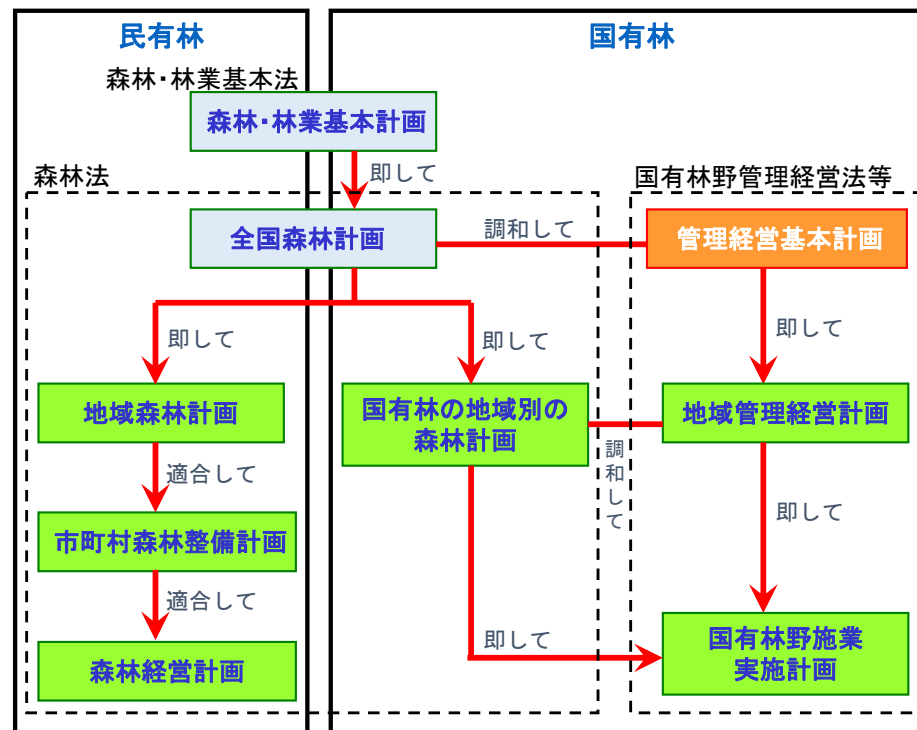 民有林
国有林
森林・林業基本法
森林・林業基本計画
即して
森林法
国有林野管理経営法等
全国森林計画
調和して
管理経営基本計画
即して
即して
即して
地域森林計画
国有林の地域別の
森林計画
地域管理経営計画
調和して
適合して
即して
市町村森林整備計画
適合して
即して
国有林野施業
実施計画
森林経営計画